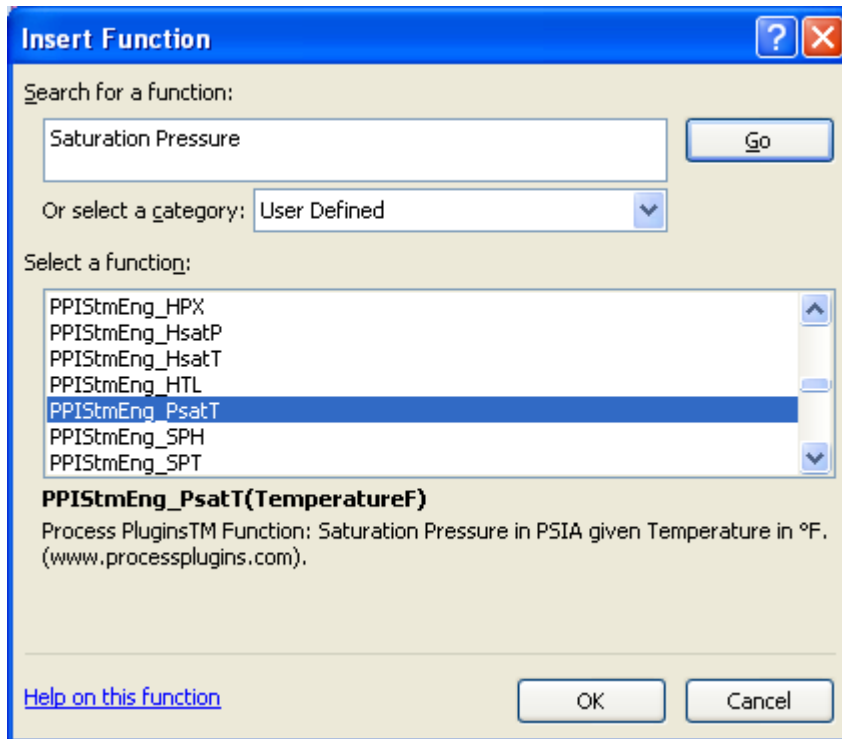 Insert Function
Search for a function:
Saturation Pressure
Go
Or select a category: User Defined
Select a function:
PPIStmEng_HPX
PPIStmEng_HsatP
PPIStmEng_HsatT
PPIStmEng_HTL
PPIStmEng_PsatT
PPIStmEng_SPH
PPIStmEng_SPT
PPIStmEng_PsatT(TemperatureF)
Process PluginsTM Function: Saturation Pressure in PSIA given Temperature in °F.
(www.processplugins.com).
Help on this function
OK
Cancel